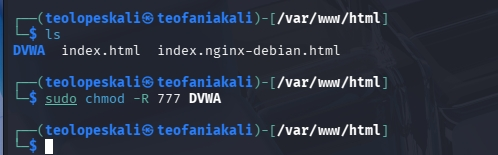 ┌──(teolopeskali㉿teofaniakali)-[/var/www/html]
└─$ ls
DVWA index.html index.nginx-debian.html
┌──(teolopeskali㉿teofaniakali)-[/var/www/html]
└─$ sudo chmod -R 777 DVWA
┌──(teolopeskali㉿teofaniakali)-[/var/www/html]
└─$